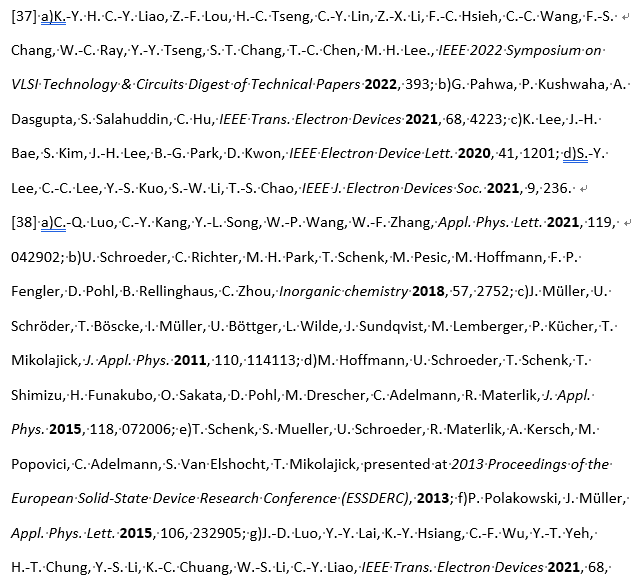 [37] a)K.-Y. H. C.-Y. Liao, Z.-F. Lou, H.-C. Tseng, C.-Y. Lin, Z.-X. Li, F.-C. Hsieh, C.-C. Wang, F.-S.
Chang, W.-C. Ray, Y.-Y. Tseng, S. T. Chang, T.-C. Chen, M. H. Lee., IEEE 2022 Symposium on
VLSI Technology & Circuits Digest of Technical Papers 2022, 393; b)G. Pahwa, P. Kushwaha, A.
Dasgupta, S. Salahuddin, C. Hu, IEEE Trans. Electron Devices 2021, 68, 4223; c)K. Lee, J.-H.
Bae, S. Kim, J.-H. Lee, B.-G. Park, D. Kwon, IEEE Electron Device Lett. 2020, 41, 1201; d)S.-Y.
Lee, C.-C. Lee, Y.-S. Kuo, S.-W. Li, T.-S. Chao, IEEE J. Electron Devices Soc. 2021, 9, 236.
[38] a)C.-Q. Luo, C.-Y. Kang, Y.-L. Song, W.-P. Wang, W.-F. Zhang, Appl. Phys. Lett. 2021, 119,
042902; b)U. Schroeder, C. Richter, M. H. Park, T. Schenk, M. Pesic, M. Hoffmann, F. P.
Fengler, D. Pohl, B. Rellinghaus, C. Zhou, Inorganic chemistry 2018, 57, 2752; c)J. Müller, U.
Schröder, T. Böscke, I. Müller, U. Böttger, L. Wilde, J. Sundqvist, M. Lemberger, P. Kücher, T.
Mikolajick, J. Appl. Phys. 2011, 110, 114113; d)M. Hoffmann, U. Schroeder, T. Schenk, T.
Shimizu, H. Funakubo, O. Sakata, D. Pohl, M. Drescher, C. Adelmann, R. Materlik, J. Appl.
Phys. 2015, 118, 072006; e)T. Schenk, S. Mueller, U. Schroeder, R. Materlik, A. Kersch, M.
Popovici, C. Adelmann, S. Van Elshocht, T. Mikolajick, presented at 2013 Proceedings of the
European Solid-State Device Research Conference (ESSDERC), 2013; f)P. Polakowski, J. Müller,
Appl. Phys. Lett. 2015, 106, 232905; g)J.-D. Luo, Y.-Y. Lai, K.-Y. Hsiang, C.-F. Wu, Y.-T. Yeh,
H.-T. Chung, Y.-S. Li, K.-C. Chuang, W.-S. Li, C.-Y. Liao, IEEE Trans. Electron Devices 2021, 68,